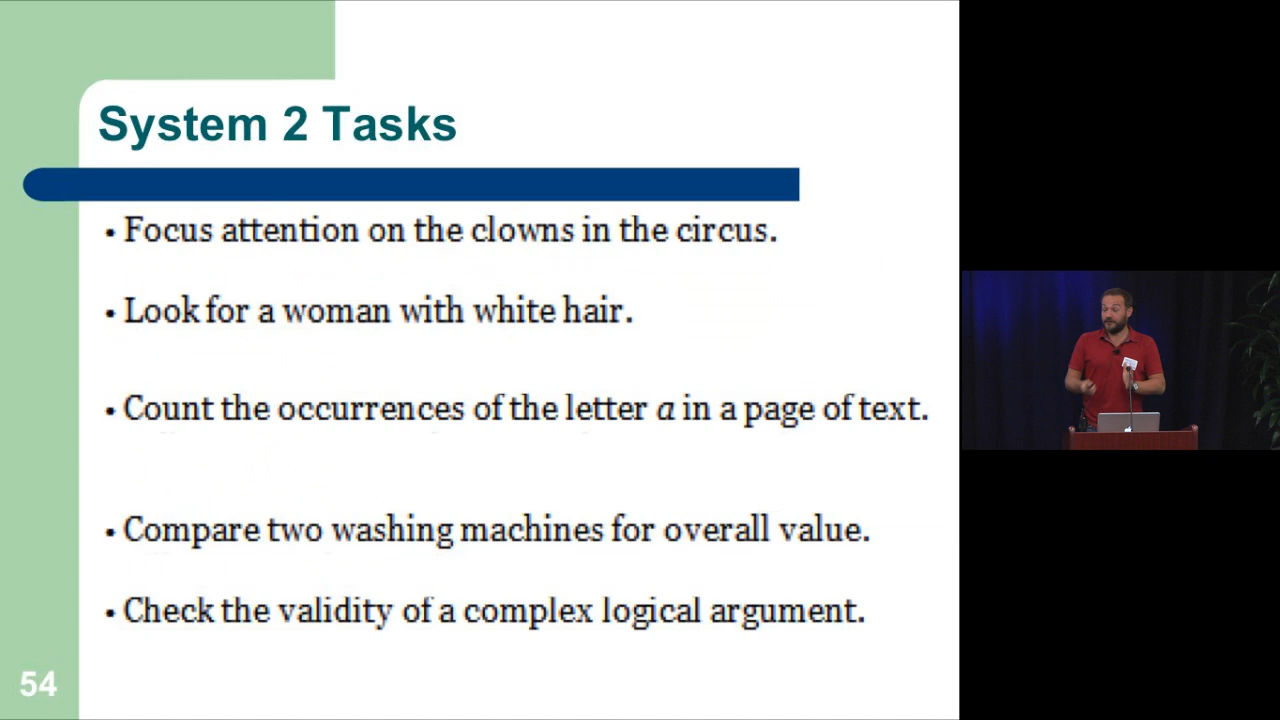 System 2 Tasks
• Focus attention on the clowns in the circus.
• Look for a woman with white hair.
• Count the occurrences of the letter a in a page of text.
• Compare two washing machines for overall value.
• Check the validity of a complex logical argument.
54